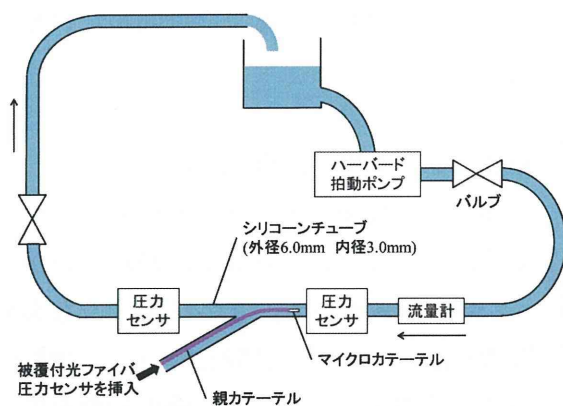 ハーバード
拍動ポンプ
バルブ
シリコーンチューブ
(外径6.0mm 内径3.0mm)
圧力
センサ
圧力
センサ
流量計
マイクロカテーテル
被覆付光ファイバ
圧力センサを挿入
親カテーテル